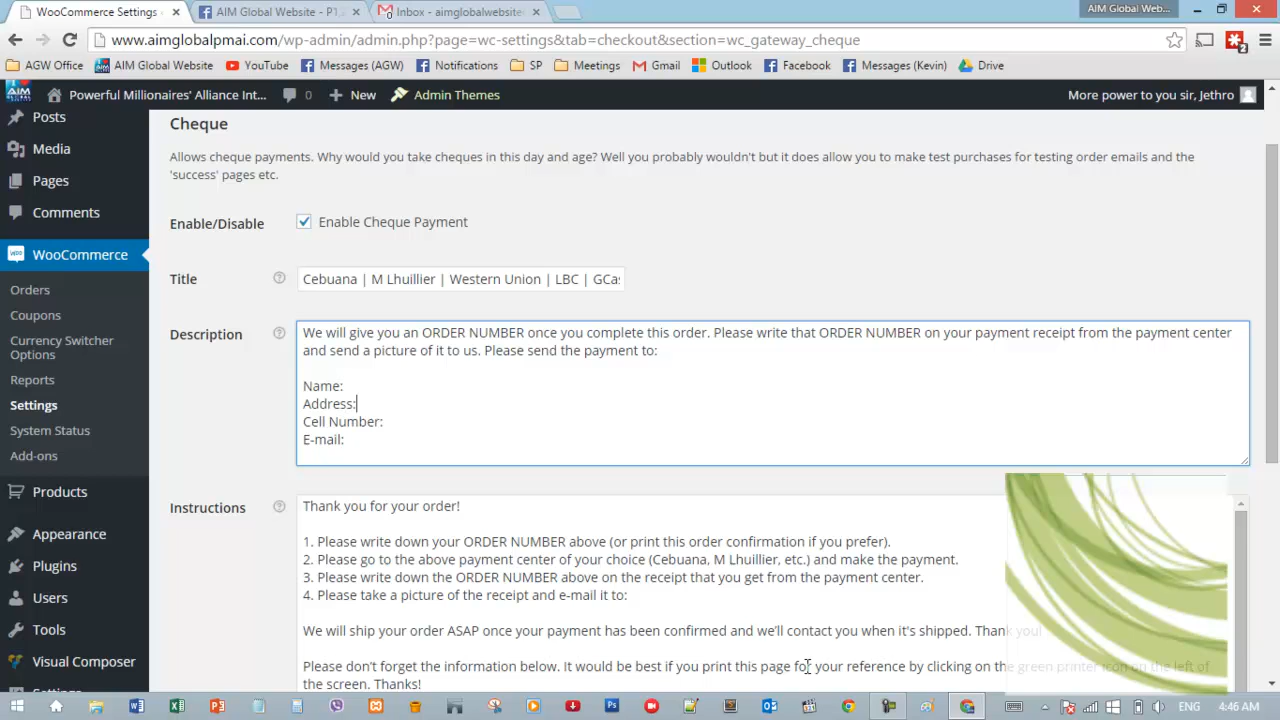 WooCommerce Settings
AIM Global Website - PT.
Inbox - aimglobalwebsite
AIM Global Web...
www.aimglobalpmai.com/wp-admin/admin.php?page=wc-settings&tab=checkout&section=wc_gateway_cheque
AGW Office
AIM Global Website
YouTube
Messages (AGW)
Notifications
SP
Meetings
Gmail
Outlook
Facebook
Messages (Kevin)
Drive
Powerful Millionaires' Alliance Int...
0
New
Admin Themes
More power to you sir, Jethro
Posts
Media
Pages
Comments
WooCommerce
Orders
Coupons
Currency Switcher
Options
Reports
Settings
System Status
Add-ons
Products
Appearance
Plugins
Users
Tools
Visual Composer
Settings
Cheque
Allows cheque payments. Why would you take cheques in this day and age? Well you probably wouldn't but it does allow you to make test purchases for testing order emails and the
'success' pages etc.
Enable/Disable
Enable Cheque Payment
Title
Cebuana | M Lhuillier | Western Union | LBC | GCas
Description
We will give you an ORDER NUMBER once you complete this order. Please write that ORDER NUMBER on your payment receipt from the payment center
and send a picture of it to us. Please send the payment to:
Name:
Address:
Cell Number:
E-mail:
Instructions
Thank you for your order!
1. Please write down your ORDER NUMBER above (or print this order confirmation if you prefer).
2. Please go to the above payment center of your choice (Cebuana, M Lhuillier, etc.) and make the payment.
3. Please write down the ORDER NUMBER above on the receipt that you get from the payment center.
4. Please take a picture of the receipt and e-mail it to:
We will ship your order ASAP once your payment has been confirmed and we'll contact you when it's shipped. Thank you!
Please don't forget the information below. It would be best if you print this page for your reference by clicking on the green printer icon on the left of
the screen. Thanks!
ENG
4:46 AM